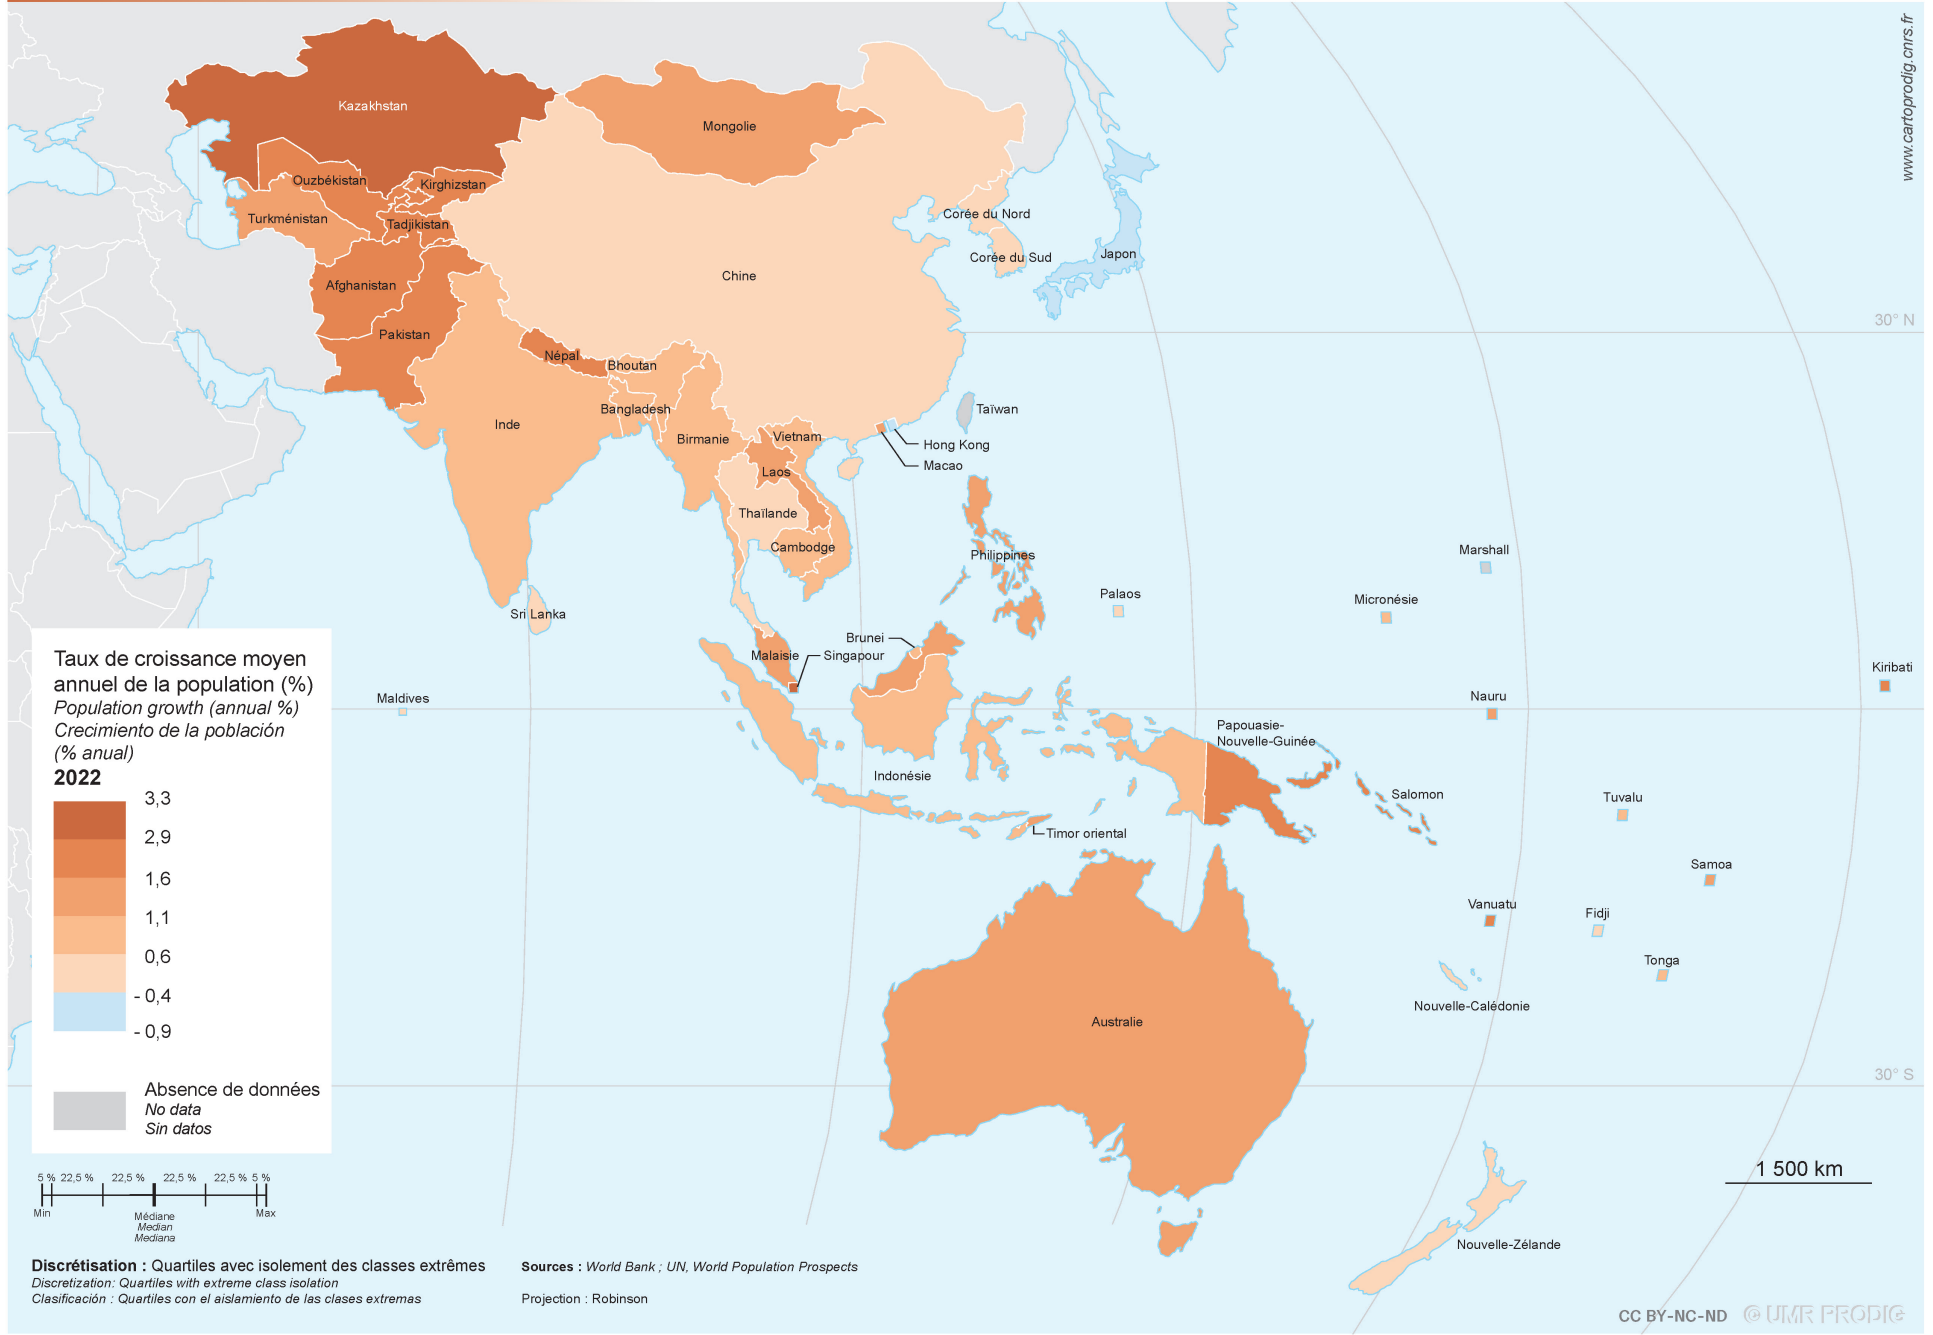 www.cartoprodig.cnrs.fr
Kazakhstan
Mongolie
Ouzbékistan
Kirghizstan
Turkménistan
Tadjikistan
Corée du Nord
Corée du Sud
Japon
Chine
Afghanistan
Pakistan
30° N
Népal
Bhoutan
Bangladesh
Inde
Birmanie
Vietnam
Taïwan
Hong Kong
Macao
Laos
Thaïlande
Cambodge
Philippines
Marshall
Palaos
Micronésie
Sri Lanka
Brunei
Malaisie
Singapour
Kiribati
Maldives
Nauru
Papouasie-
Nouvelle-Guinée
Indonésie
Salomon
Tuvalu
Timor oriental
Samoa
Vanuatu
Fidji
Tonga
Nouvelle-Calédonie
Australie
30° S
Nouvelle-Zélande
1 500 km
Taux de croissance moyen
annuel de la population (%)
Population growth (annual %)
Crecimiento de la población
(% anual)
2022
3,3
2,9
1,6
1,1
0,6
- 0,4
- 0,9
Absence de données
No data
Sin datos
5 % 22,5 % 22,5 % 22,5 % 22,5 % 5 %
Min Médiane Max
Median
Mediana
Discrétisation : Quartiles avec isolement des classes extrêmes
Discretization: Quartiles with extreme class isolation
Clasificación : Quartiles con el aislamiento de las clases extremas
Sources : World Bank ; UN, World Population Prospects
Projection : Robinson
CC BY-NC-ND © UMR PRODIG